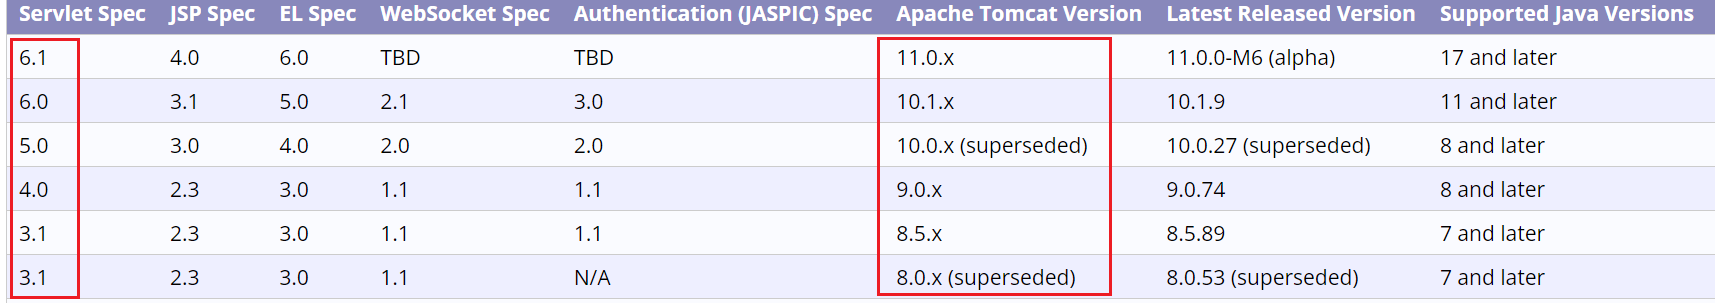 Servlet Spec JSP Spec EL Spec WebSocket Spec Authentication (JASPIC) Spec Apache Tomcat Version Latest Released Version Supported Java Versions
6.1 4.0 6.0 TBD TBD 11.0.x 11.0.0-M6 (alpha) 17 and later
6.0 3.1 5.0 2.1 3.0 10.1.x 10.1.9 11 and later
5.0 3.0 4.0 2.0 2.0 10.0.x (superseded) 10.0.27 (superseded) 8 and later
4.0 2.3 3.0 1.1 1.1 9.0.x 9.0.74 8 and later
3.1 2.3 3.0 1.1 1.1 8.5.x 8.5.89 7 and later
3.1 2.3 3.0 1.1 N/A 8.0.x (superseded) 8.0.53 (superseded) 7 and later